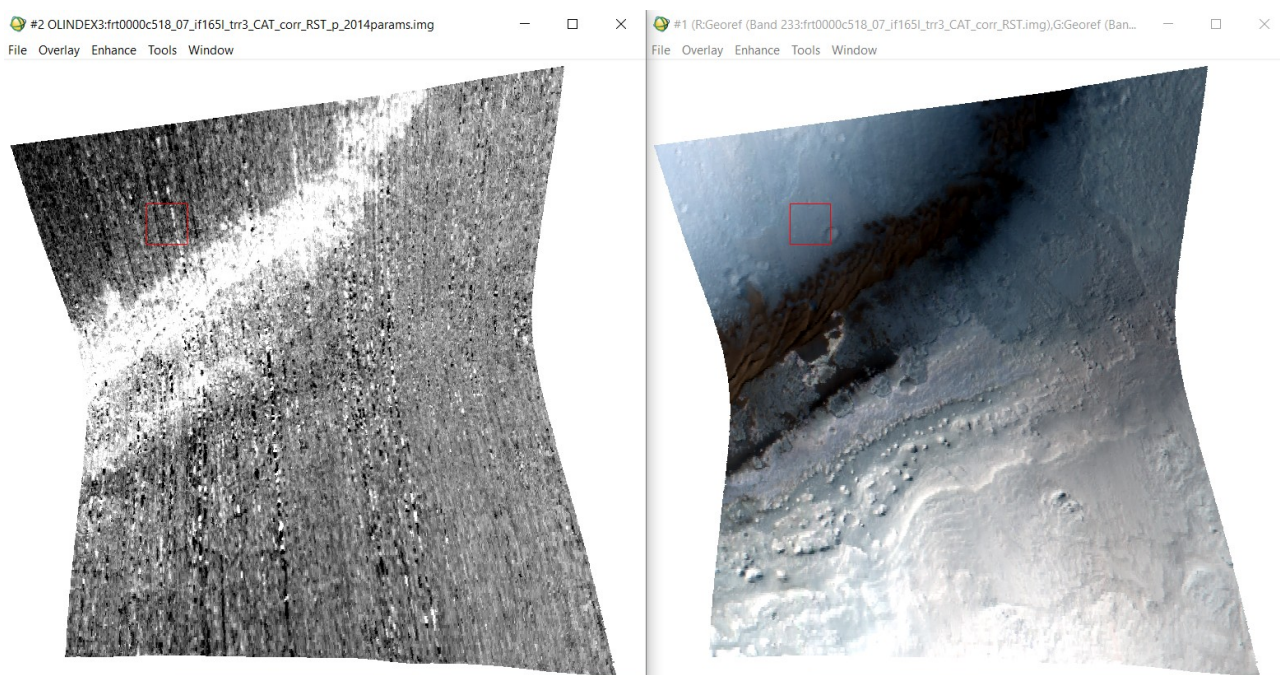 #2 OLINDEX3:frt0000c518_07_if165l_trr3_CAT_corr_RST_p_2014params.img
File Overlay Enhance Tools Window
#1 (R:Georef (Band 233:frt0000c518_07_if165l_trr3_CAT_corr_RST.img),G:Georef (Ban...
File Overlay Enhance Tools Window